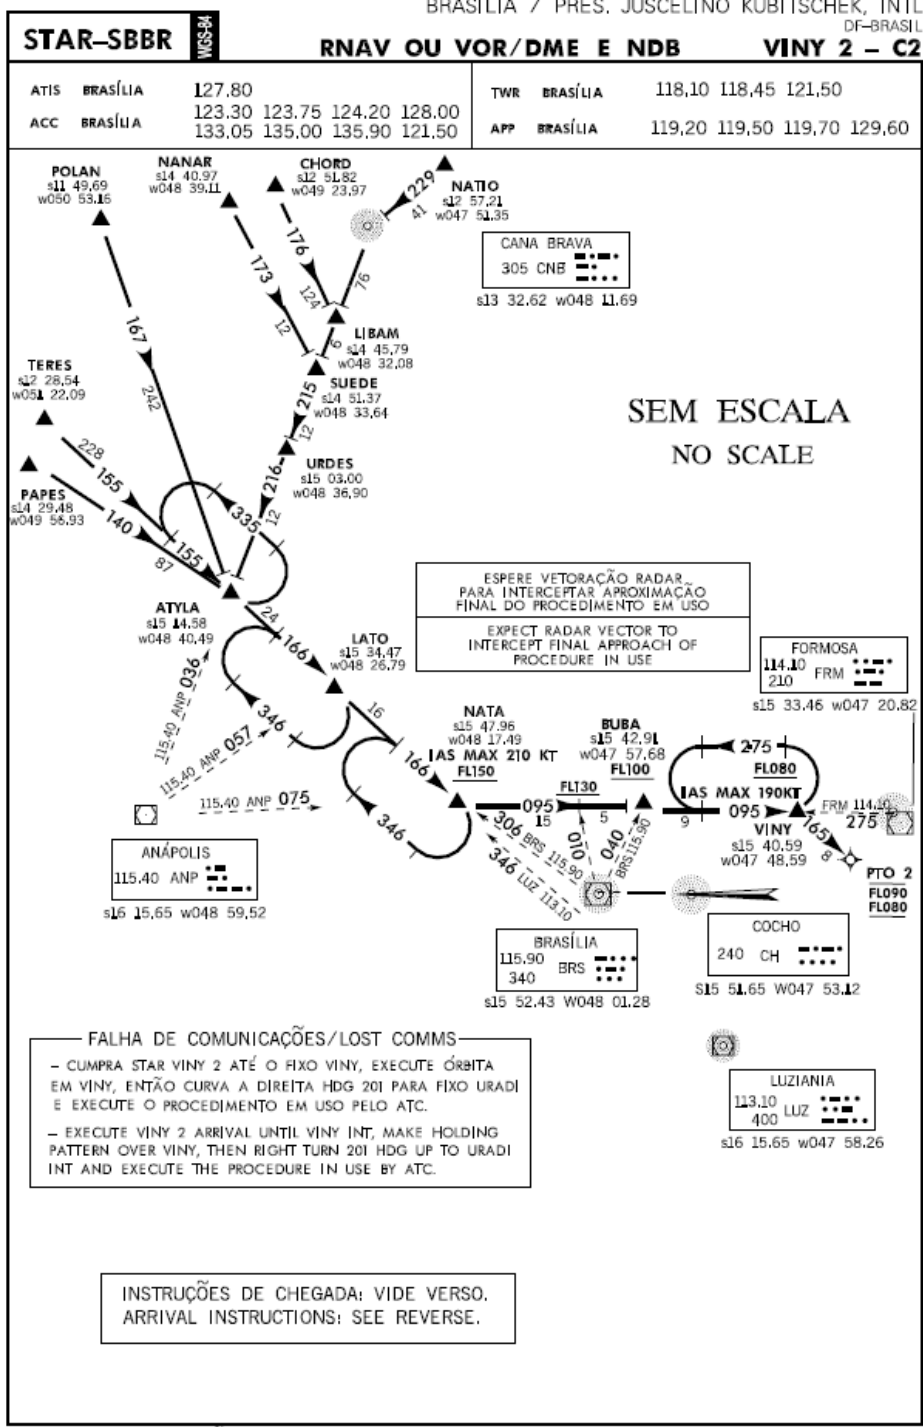 BRASÍLIA / PRES. JUSCELINO KUBITSCHEK, INTL
DF-BRASIL
STAR-SBBR
WGS-84
RNAV OU VOR/DME E NDB
VINY 2 - C2
ATIS BRASÍLIA 127.80
ACC BRASÍLIA 123.30 123.75 124.20 128.00
133.05 135.00 135.90 121.50
TWR BRASÍLIA 118,10 118,45 121,50
APP BRASÍLIA 119,20 119,50 119,70 129,60
POLAN
s11 49.69
w050 53.16
NANAR
s14 40.97
w048 39.11
CHORD
s12 51.82
w049 23.97
NATIO
s12 57.21
w047 51.35
229
41
CANA BRAVA
305 CNB
s13 32.62 w048 11.69
176
124
76
173
12
167
242
LIBAM
s14 45.79
w048 32.08
6
SUEDE
s14 51.37
w048 33,64
215
12
TERES
s12 28,54
w051 22.09
SEM ESCALA
NO SCALE
URDES
s15 03.00
w048 36,90
216
12
228
155
PAPES
s14 29.48
w049 56.93
140
87
335
155
ATYLA
s15 14.58
w048 40.49
24
166
ESPERE VETORAÇÃO RADAR
PARA INTERCEPTAR APROXIMAÇÃO
FINAL DO PROCEDIMENTO EM USO
EXPECT RADAR VECTOR TO
INTERCEPT FINAL APPROACH OF
PROCEDURE IN USE
LATO
s15 34.47
w048 26.79
16
166
346
115.40 ANP 036
115.40 ANP 057
115.40 ANP 075
346
FORMOSA
114.10
210
FRM
s15 33.46 w047 20.82
NATA
s15 47.96
w048 17.49
IAS MAX 210 KT
FL150
BUBA
s15 42.91
w047 57.68
FL130
FL100
275
FL080
IAS MAX 190KT
095
15
5
9
095
FRM 114.10
275
VINY
s15 40.59
w047 48.59
165
8
PTO 2
FL090
FL080
306 BRS 115.90
346 LUZ 113.10
010
040
BRS115.90
ANÁPOLIS
115.40 ANP
s16 15,65 w048 59,52
BRASÍLIA
115.90
340
BRS
s15 52.43 W048 01.28
COCHO
240 CH
S15 51.65 W047 53.12
FALHA DE COMUNICAÇÕES/LOST COMMS
- CUMPRA STAR VINY 2 ATÉ O FIXO VINY, EXECUTE ÓRBITA
EM VINY, ENTÃO CURVA A DIREITA HDG 201 PARA FIXO URADI
E EXECUTE O PROCEDIMENTO EM USO PELO ATC.
- EXECUTE VINY 2 ARRIVAL UNTIL VINY INT, MAKE HOLDING
PATTERN OVER VINY, THEN RIGHT TURN 201 HDG UP TO URADI
INT AND EXECUTE THE PROCEDURE IN USE BY ATC.
LUZIANIA
113.10
400
LUZ
s16 15.65 w047 58.26
INSTRUÇÕES DE CHEGADA: VIDE VERSO.
ARRIVAL INSTRUCTIONS: SEE REVERSE.